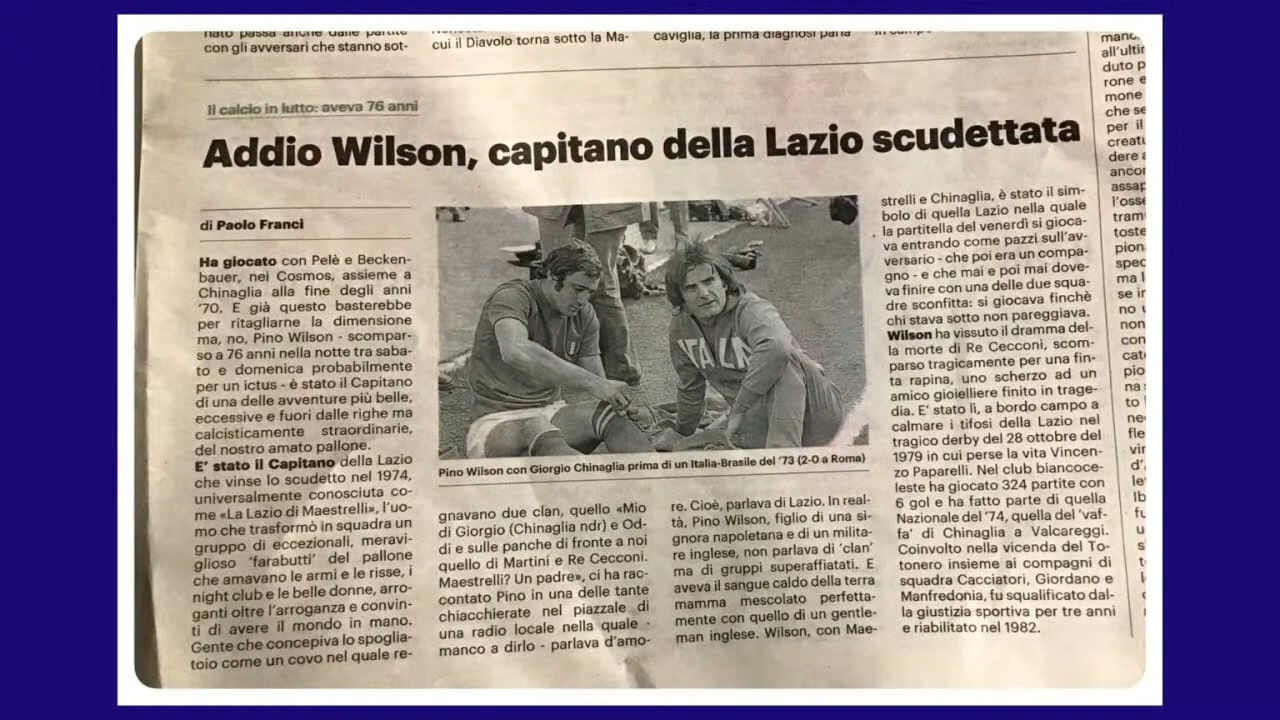 con gli avversari che stanno sot-
cui il Diavolo torna sotto la Ma-
caviglia, la prima diagnosi parla
Il calcio in lutto: aveva 76 anni
Addio Wilson, capitano della Lazio scudettata
di Paolo Franci
Ha giocato con Pelè e Becken-
bauer, nei Cosmos, assieme a
Chinaglia alla fine degli anni
'70. E già questo basterebbe
per ritagliarne la dimensione
ma, no, Pino Wilson - scompar-
so a 76 anni nella notte tra saba-
to e domenica probabilmente
per un ictus - è stato il Capitano
di una delle avventure più belle,
eccessive e fuori dalle righe ma
calcisticamente straordinarie,
del nostro amato pallone.
E' stato il Capitano della Lazio
che vinse lo scudetto nel 1974,
universalmente conosciuta co-
me «La Lazio di Maestrelli», l'uo-
mo che trasformò in squadra un
gruppo di eccezionali, meravi-
glioso 'farabutti' del pallone
che amavano le armi e le risse, i
night club e le belle donne, arro-
ganti oltre l'arroganza e convin-
ti di avere il mondo in mano.
Gente che concepiva lo spoglia-
toio come un covo nel quale re-
Pino Wilson con Giorgio Chinaglia prima di un Italia-Brasile del '73 (2-0 a Roma)
gnavano due clan, quello «Mio
di Giorgio (Chinaglia ndr) e Od-
di e sulle panche di fronte a noi
quello di Martini e Re Cecconi.
Maestrelli? Un padre», ci ha rac-
contato Pino in una delle tante
chiacchierate nel piazzale di
una radio locale nella quale -
manco a dirlo - parlava d'amo-
re. Cioè, parlava di Lazio. In real-
tà, Pino Wilson, figlio di una si-
gnora napoletana e di un milita-
re inglese, non parlava di 'clan'
ma di gruppi superaffiatati. E
aveva il sangue caldo della terra
mamma mescolato perfetta-
mente con quello di un gentle-
man inglese. Wilson, con Mae-
strelli e Chinaglia, è stato il sim-
bolo di quella Lazio nella quale
la partitella del venerdì si gioca-
va entrando come pazzi sull'av-
versario - che poi era un compa-
gno - e che mai e poi mai dove-
va finire con una delle due squa-
dre sconfitta: si giocava finchè
chi stava sotto non pareggiava.
Wilson ha vissuto il dramma del-
la morte di Re Cecconi, scom-
parso tragicamente per una fin-
ta rapina, uno scherzo ad un
amico gioielliere finito in trage-
dia. E' stato lì, a bordo campo a
calmare i tifosi della Lazio nel
tragico derby del 28 ottobre del
1979 in cui perse la vita Vincen-
zo Paparelli. Nel club biancoce-
leste ha giocato 324 partite con
6 gol e ha fatto parte di quella
Nazionale del '74, quella del 'vaf-
fa' di Chinaglia a Valcareggi.
Coinvolto nella vicenda del To-
tonero insieme ai compagni di
squadra Cacciatori, Giordano e
Manfredonia, fu squalificato dal-
la giustizia sportiva per tre anni
e riabilitato nel 1982.
ITALIA